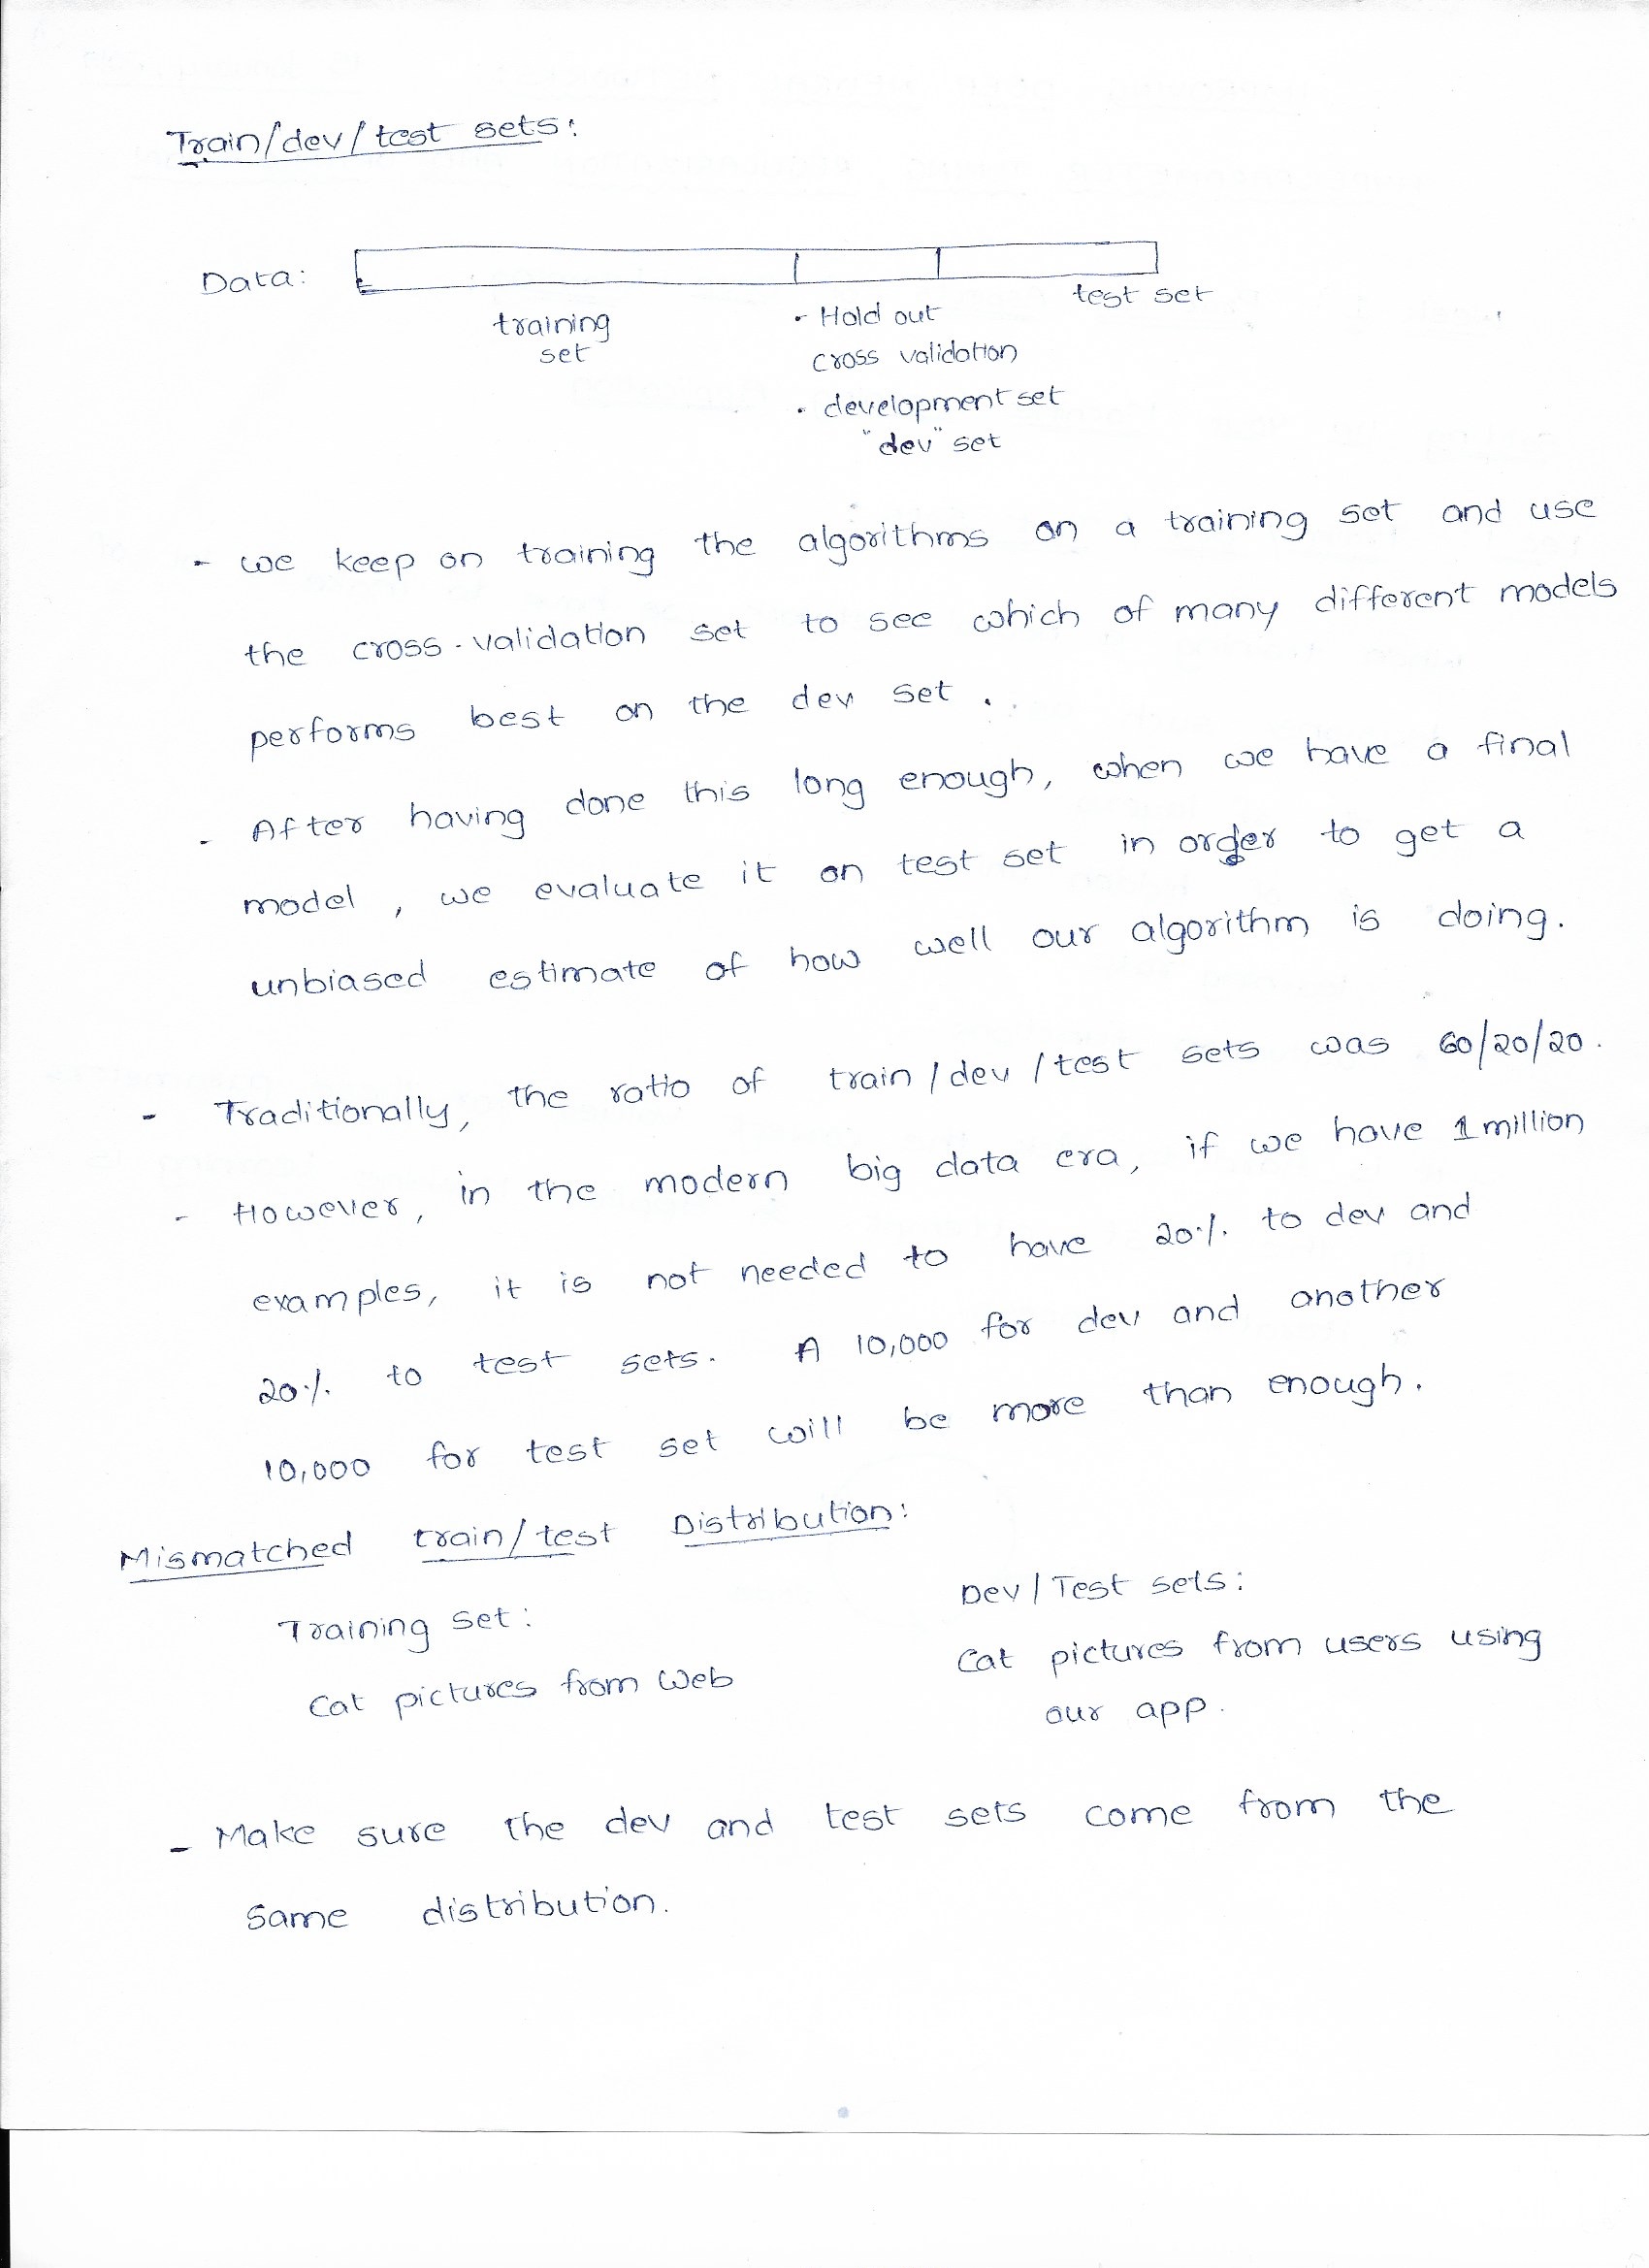 Train/dev/test sets:
Data:
training
set
- Hold out
cross validation
• development set
"dev" set
test set
- we keep on training the algorithms on a training set and use
the cross-validation set to see which of many different models
performs best on the dev set.
- After having done this long enough, when we have a final
model, we evaluate it on test set in order to get a
unbiased estimate of how well our algorithm is doing.
- Traditionally, the ratio of train/dev/test sets was 60/20/20.
- However, in the modern big data era, if we have 1 million
examples, it is not needed to have 20% to dev and
20% to test sets. A 10,000 for dev and another
10,000 for test set will be more than enough.
Mismatched train/test Distribution:
Training set:
Cat pictures from Web
Dev/Test sets:
Cat pictures from users using
our app.
- Make sure the dev and test sets come from the
same distribution.